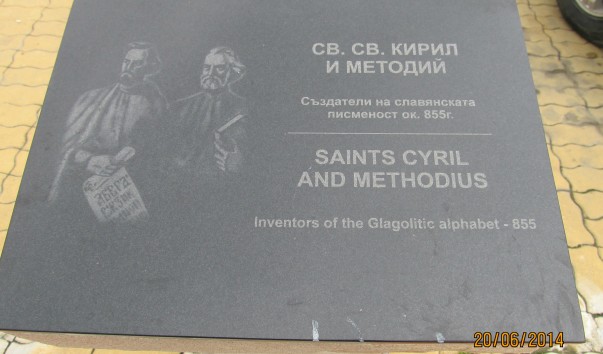 СВ. СВ. КИРИЛ
И МЕТОДИЙ
Създатели на славянската
писменост ок. 855г.
SAINTS CYRIL
AND METHODIUS
Inventors of the Glagolitic alphabet - 855
20/06/2014